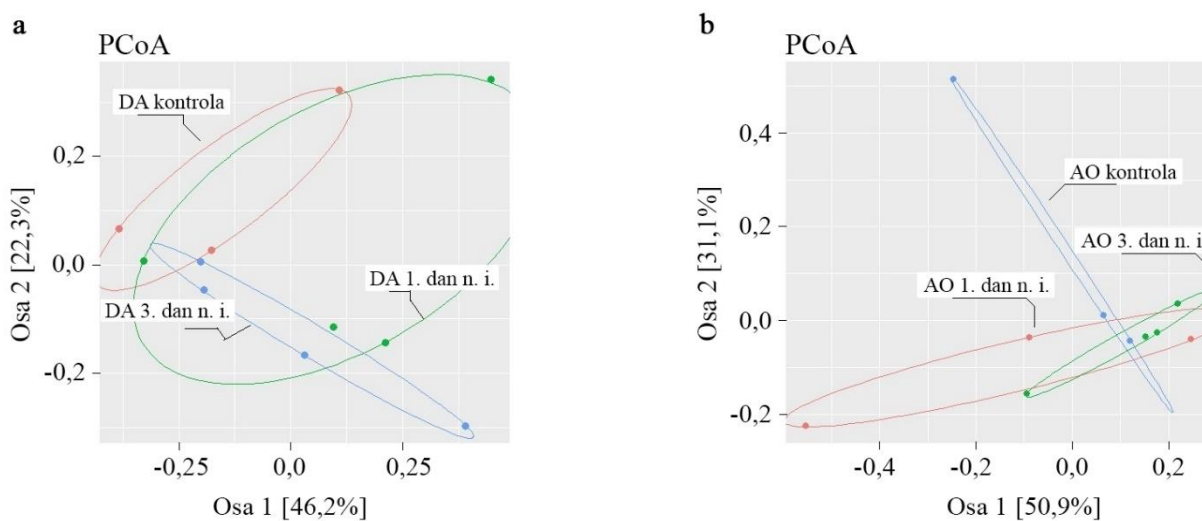 a
PCoA
DA kontrola
0,2
0,0
-0,2
Osa 2 [22,3%]
DA 1. dan n. i.
DA 3. dan n. i.
-0,25
0,0
0,25
Osa 1 [46,2%]
b
PCoA
0,4
0,2
0,0
-0,2
Osa 2 [31,1%]
AO kontrola
AO 3. dan n. i.
AO 1. dan n. i.
-0,4
-0,2
0,0
0,2
Osa 1 [50,9%]